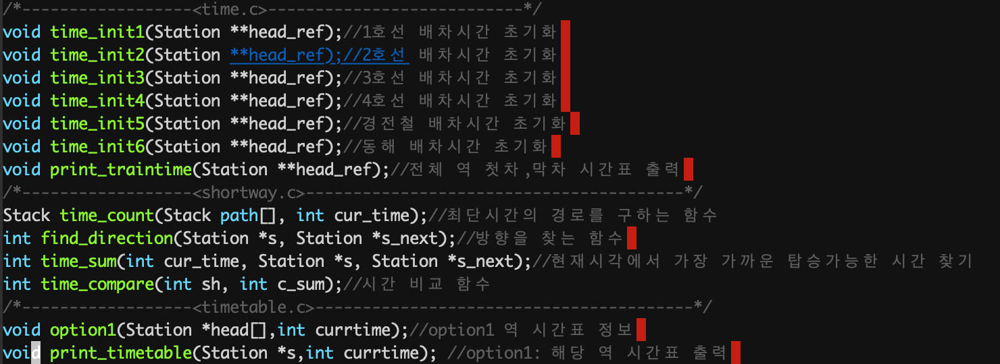 /*------------------<time.c>---------------------------*/
void time_init1(Station **head_ref);//1호선 배차시간 초기화
void time_init2(Station **head_ref);//2호선 배차시간 초기화
void time_init3(Station **head_ref);//3호선 배차시간 초기화
void time_init4(Station **head_ref);//4호선 배차시간 초기화
void time_init5(Station **head_ref);//경전철 배차시간 초기화
void time_init6(Station **head_ref);//동해 배차시간 초기화
void print_traintime(Station **head_ref);//전체 역 첫차,막차 시간표 출력
/*------------------<shortway.c>----------------------------------------*/
Stack time_count(Stack path[], int cur_time);//최단시간의 경로를 구하는 함수
int find_direction(Station *s, Station *s_next);//방향을 찾는 함수
int time_sum(int cur_time, Station *s, Station *s_next);//현재시각에서 가장 가까운 탑승가능한 시간 찾기
int time_compare(int sh, int c_sum);//시간 비교 함수
/*------------------<timetable.c>----------------------------------------*/
void option1(Station *head[],int currtime);//option1 역 시간표 정보
void print_timetable(Station *s,int currtime); //option1: 해당 역 시간표 출력